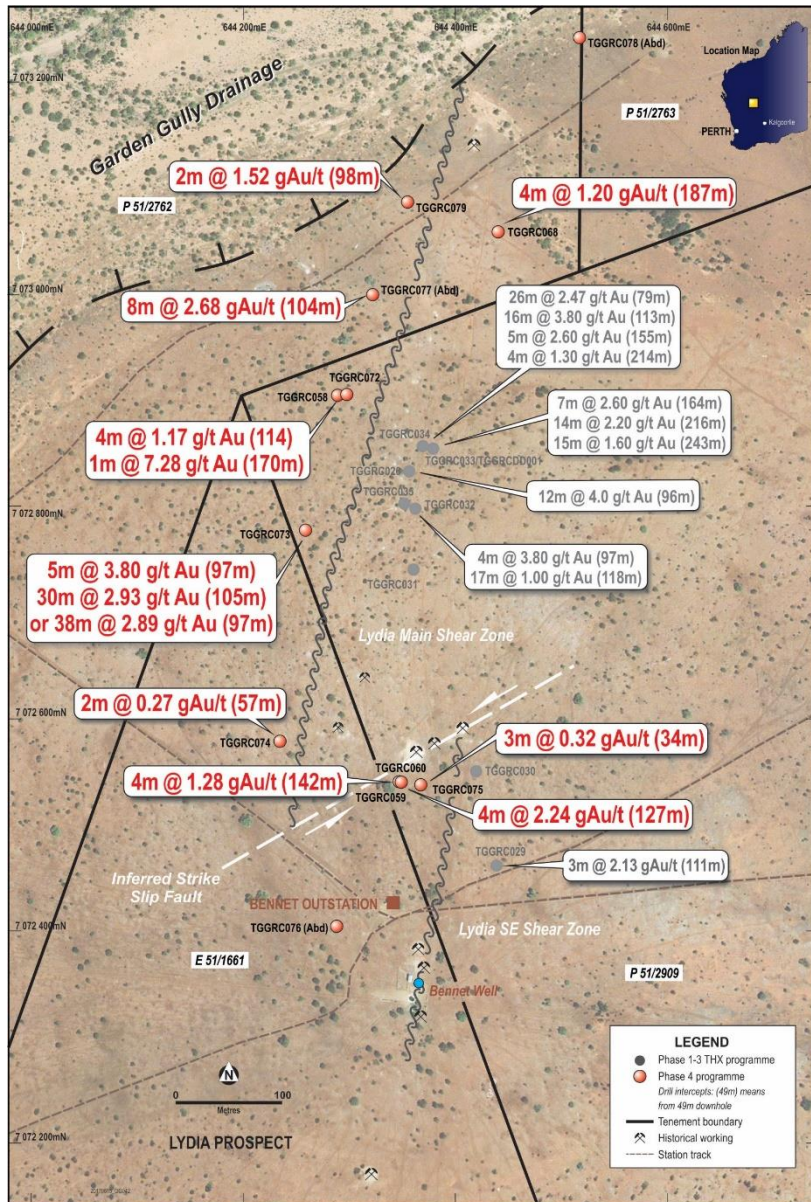 644 000mE
644 200mE
644 400mE
644 600mE
TGGRC078 (Abd)
Location Map
PERTH
Kalgoorlie
7 073 200mN
Garden Gully Drainage
P 51/2763
2m @ 1.52 gAu/t (98m)
4m @ 1.20 gAu/t (187m)
P 51/2762
TGGRC079
TGGRC068
7 073 000mN
8m @ 2.68 gAu/t (104m)
TGGRC077 (Abd)
26m @ 2.47 g/t Au (79m)
16m @ 3.80 g/t Au (113m)
5m @ 2.60 g/t Au (155m)
4m @ 1.30 g/t Au (214m)
TGGRC072
TGGRC058
4m @ 1.17 g/t Au (114)
1m @ 7.28 g/t Au (170m)
7m @ 2.60 g/t Au (164m)
14m @ 2.20 g/t Au (216m)
15m @ 1.60 g/t Au (243m)
TGGRC034
TGGRC033/TGGRCDD001
TGGRC028
12m @ 4.0 g/t Au (96m)
7 072 800mN
TGGRC035
TGGRC032
TGGRC073
5m @ 3.80 g/t Au (97m)
30m @ 2.93 g/t Au (105m)
or 38m @ 2.89 g/t Au (97m)
4m @ 3.80 g/t Au (97m)
17m @ 1.00 g/t Au (118m)
TGGRC031
Lydia Main Shear Zone
2m @ 0.27 gAu/t (57m)
7 072 600mN
TGGRC074
3m @ 0.32 gAu/t (34m)
TGGRC060
TGGRC030
4m @ 1.28 gAu/t (142m)
TGGRC059
TGGRC075
4m @ 2.24 gAu/t (127m)
TGGRC029
3m @ 2.13 gAu/t (111m)
Inferred Strike
Slip Fault
BENNET OUTSTATION
7 072 400mN
TGGRC076 (Abd)
Lydia SE Shear Zone
E 51/1661
P 51/2909
Bennet Well
N
0
100
Metres
LYDIA PROSPECT
7 072 200mN
LEGEND
Phase 1-3 THX programme
Phase 4 programme
Drill intercepts: (49m) means
from 49m downhole
Tenement boundary
Historical working
Station track